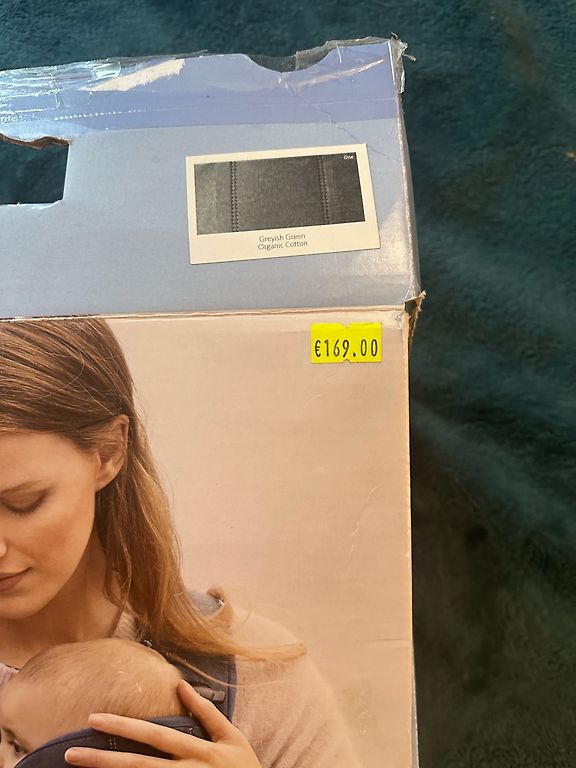 One
Greyish Green
Organic Cotton
€169.00